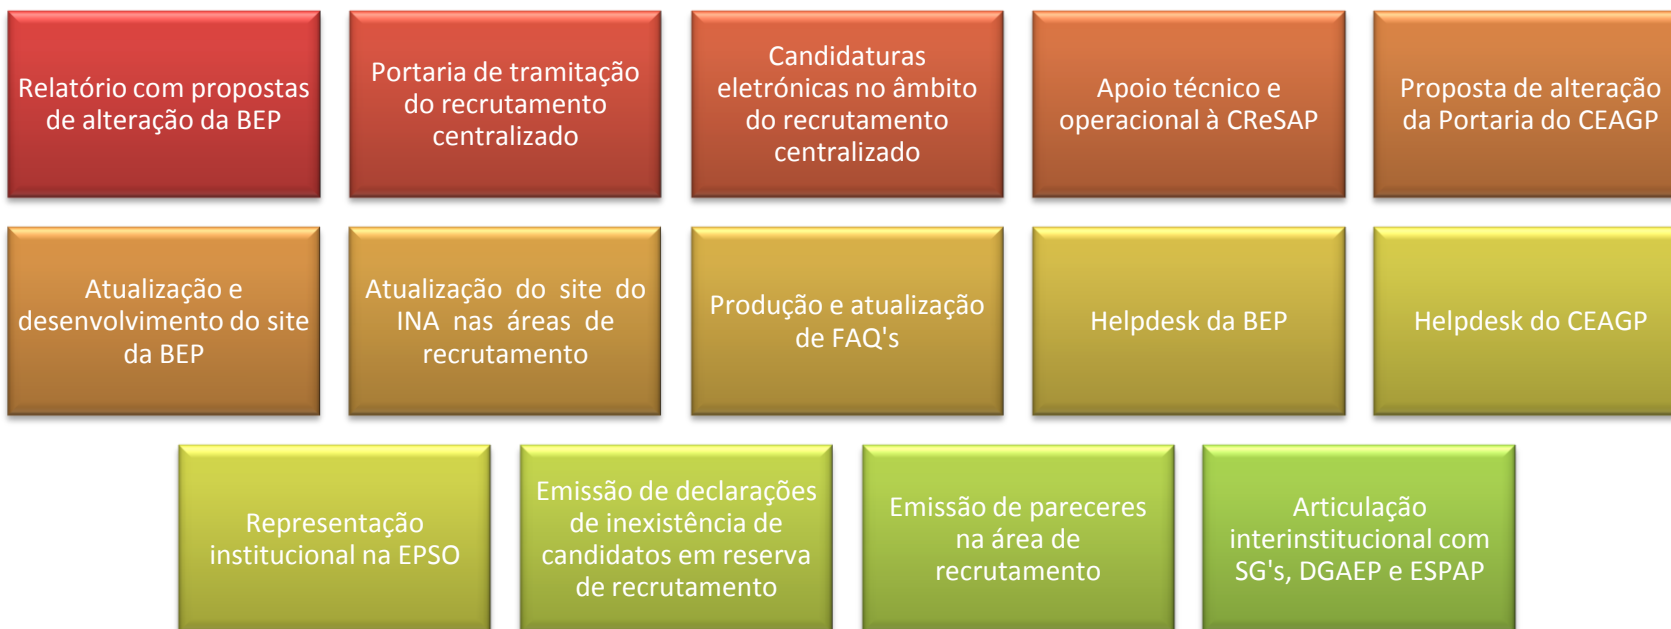 Relatório com propostas
de alteração da BEP
Portaria de tramitação
do recrutamento
centralizado
Candidaturas
eletrónicas no âmbito
do recrutamento
centralizado
Apoio técnico e
operacional à CReSAP
Proposta de alteração
da Portaria do CEAGP
Atualização e
desenvolvimento do site
da BEP
Atualização do site do
INA nas áreas de
recrutamento
Produção e atualização
de FAQ's
Helpdesk da BEP
Helpdesk do CEAGP
Representação
institucional na EPSO
Emissão de declarações
de inexistência de
candidatos em reserva
de recrutamento
Emissão de pareceres
na área de
recrutamento
Articulação
interinstitucional com
SG's, DGAEP e ESPAP